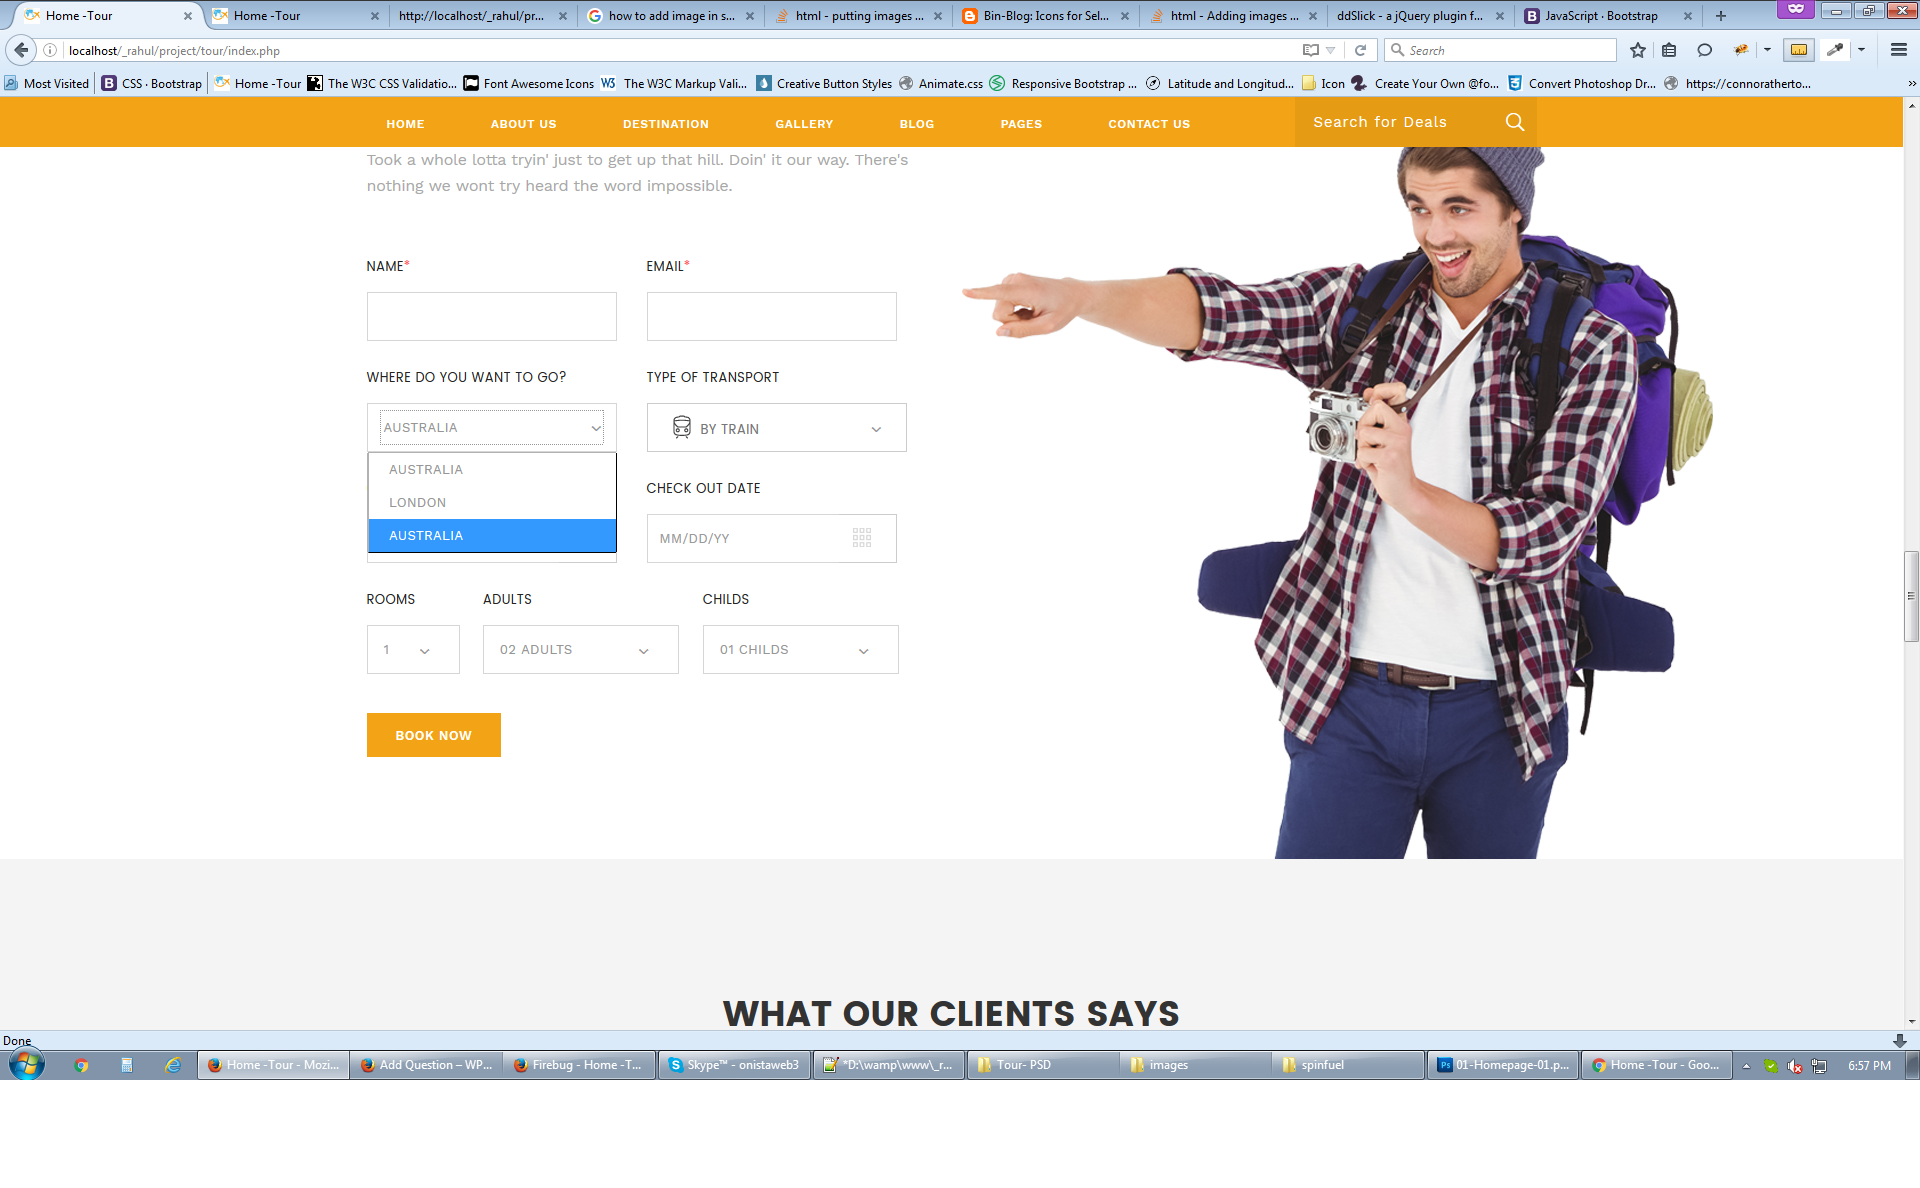 Home -Tour
Home -Tour
http://localhost/_rahul/pr...
how to add image in s...
html - putting images ...
Bin-Blog: Icons for Sel...
html - Adding images ...
ddSlick - a jQuery plugin f...
JavaScript · Bootstrap
localhost/_rahul/project/tour/index.php
Search
Most Visited
CSS · Bootstrap
Home -Tour
The W3C CSS Validatio...
Font Awesome Icons
The W3C Markup Vali...
Creative Button Styles
Animate.css
Responsive Bootstrap ...
Latitude and Longitud...
Icon
Create Your Own @fo...
Convert Photoshop Dr...
https://connoratherto...
HOME
ABOUT US
DESTINATION
GALLERY
BLOG
PAGES
CONTACT US
Search for Deals
Took a whole lotta tryin' just to get up that hill. Doin' it our way. There's
nothing we wont try heard the word impossible.
NAME*
EMAIL*
WHERE DO YOU WANT TO GO?
TYPE OF TRANSPORT
AUSTRALIA
BY TRAIN
AUSTRALIA
LONDON
AUSTRALIA
CHECK OUT DATE
MM/DD/YY
ROOMS
ADULTS
CHILDS
1
02 ADULTS
01 CHILDS
BOOK NOW
WHAT OUR CLIENTS SAYS
Done
Home -Tour - Mozi...
Add Question – WP...
Firebug - Home -T...
Skype™ - onistaweb3
*D:\wamp\www\_r...
Tour- PSD
images
spinfuel
01-Homepage-01.p...
Home -Tour - Goo...
6:57 PM